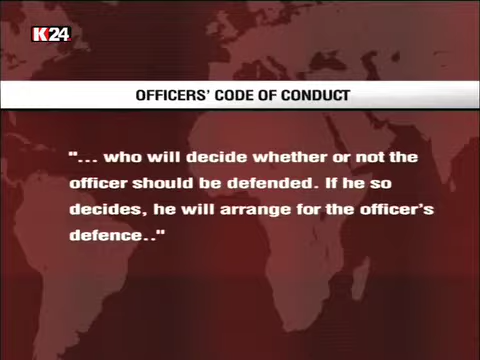 K24
OFFICERS' CODE OF CONDUCT
"... who will decide whether or not the
officer should be defended. If he so
decides, he will arrange for the officer's
defence.."